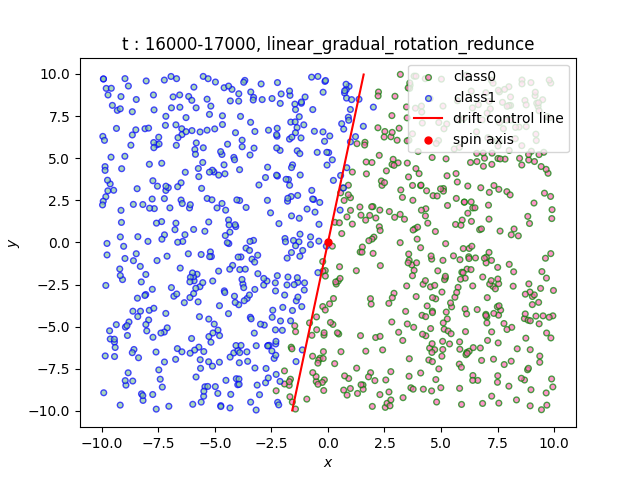 t : 16000-17000, linear_gradual_rotation_redunce
class0
class1
drift control line
spin axis
10.0
7.5
5.0
2.5
0.0
−2.5
−5.0
−7.5
−10.0
y
−10.0 −7.5 −5.0 −2.5 0.0 2.5 5.0 7.5 10.0
x